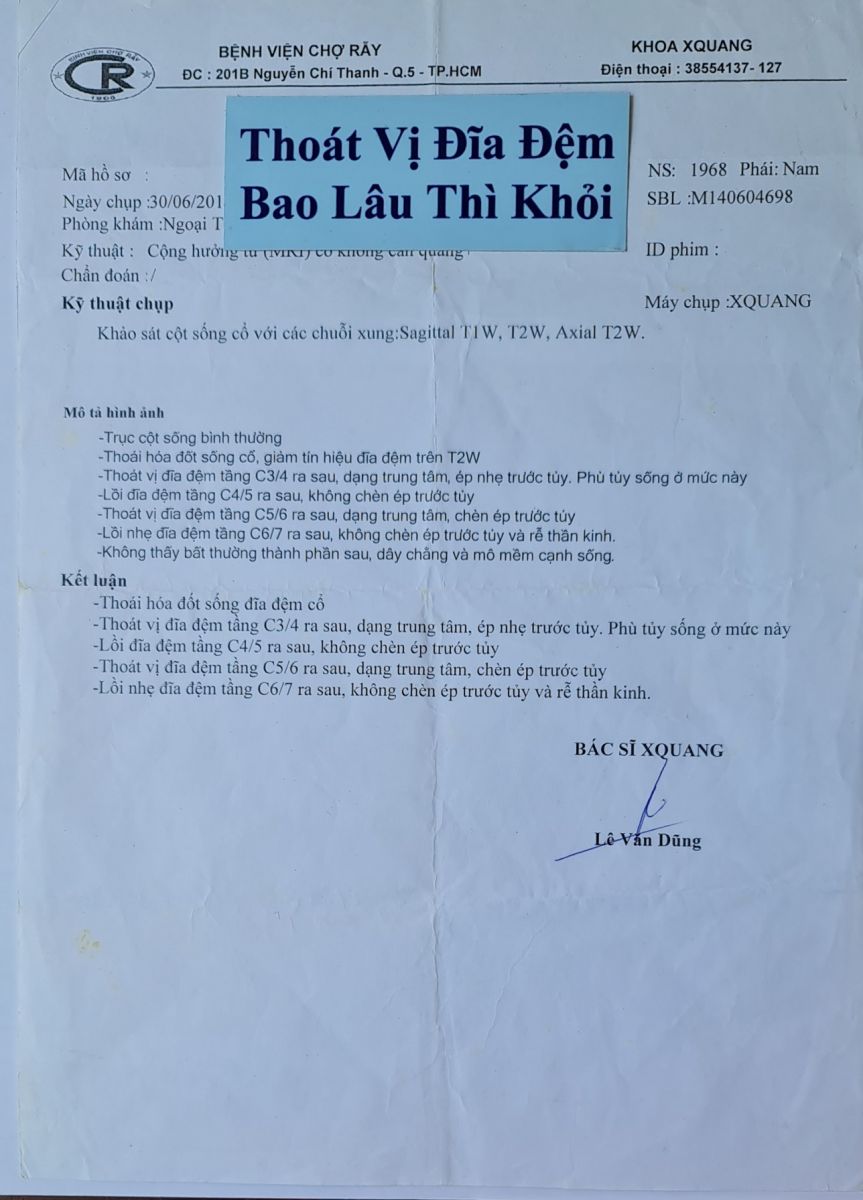 BỆNH VIỆN CHỢ RẪY
ĐC : 201B Nguyễn Chí Thanh - Q.5 - TP.HCM
KHOA XQUANG
Điện thoại : 38554137- 127
BỆNH VIỆN CHỢ RẪY
CR
1900
Thoát Vị Đĩa Đệm
Bao Lâu Thì Khỏi
Mã hồ sơ :
NS: 1968 Phái: Nam
Ngày chụp :30/06/201
SBL :M140604698
Phòng khám :Ngoại T
Kỹ thuật : Cộng hưởng từ (MRI) có không cản quang
ID phim :
Chẩn đoán :/
Kỹ thuật chụp
Máy chụp :XQUANG
Khảo sát cột sống cổ với các chuỗi xung:Sagittal T1W, T2W, Axial T2W.
Mô tả hình ảnh
-Trục cột sống bình thường
-Thoái hóa đốt sống cổ, giảm tín hiệu đĩa đệm trên T2W
-Thoát vị đĩa đệm tầng C3/4 ra sau, dạng trung tâm, ép nhẹ trước tủy. Phù tủy sống ở mức này
-Lồi đĩa đệm tầng C4/5 ra sau, không chèn ép trước tủy
-Thoát vị đĩa đệm tầng C5/6 ra sau, dạng trung tâm, chèn ép trước tủy
-Lồi nhẹ đĩa đệm tầng C6/7 ra sau, không chèn ép trước tủy và rễ thần kinh.
-Không thấy bất thường thành phần sau, dây chằng và mô mềm cạnh sống.
Kết luận
-Thoái hóa đốt sống đĩa đệm cổ
-Thoát vị đĩa đệm tầng C3/4 ra sau, dạng trung tâm, ép nhẹ trước tủy. Phù tủy sống ở mức này
-Lồi đĩa đệm tầng C4/5 ra sau, không chèn ép trước tủy
-Thoát vị đĩa đệm tầng C5/6 ra sau, dạng trung tâm, chèn ép trước tủy
-Lồi nhẹ đĩa đệm tầng C6/7 ra sau, không chèn ép trước tủy và rễ thần kinh.
BÁC SĨ XQUANG
Lê Văn Dũng